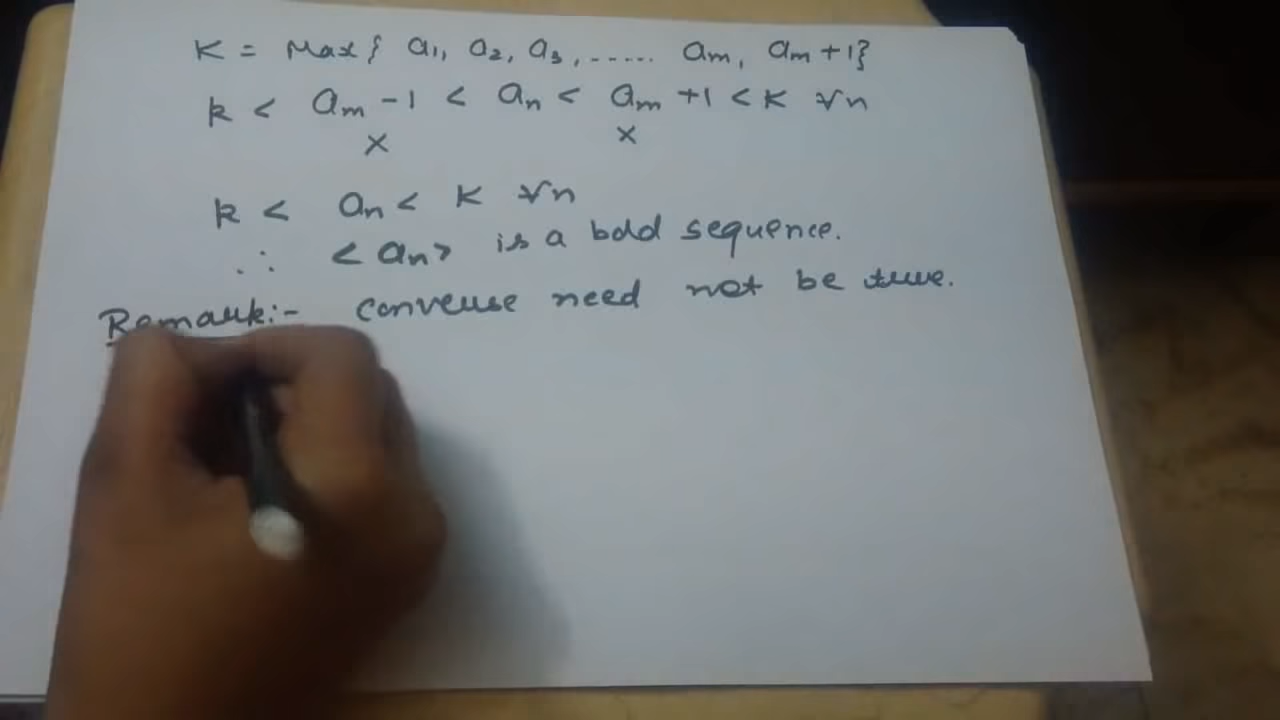 K = Max{ a₁, a₂, a₃, ...... aₘ, aₘ+1}
k < aₘ -1 < aₙ < aₘ +1 < K ∀n
× ×
k < aₙ < K ∀n
∴ <aₙ> is a bdd sequence.
Remark:- converse need not be true.